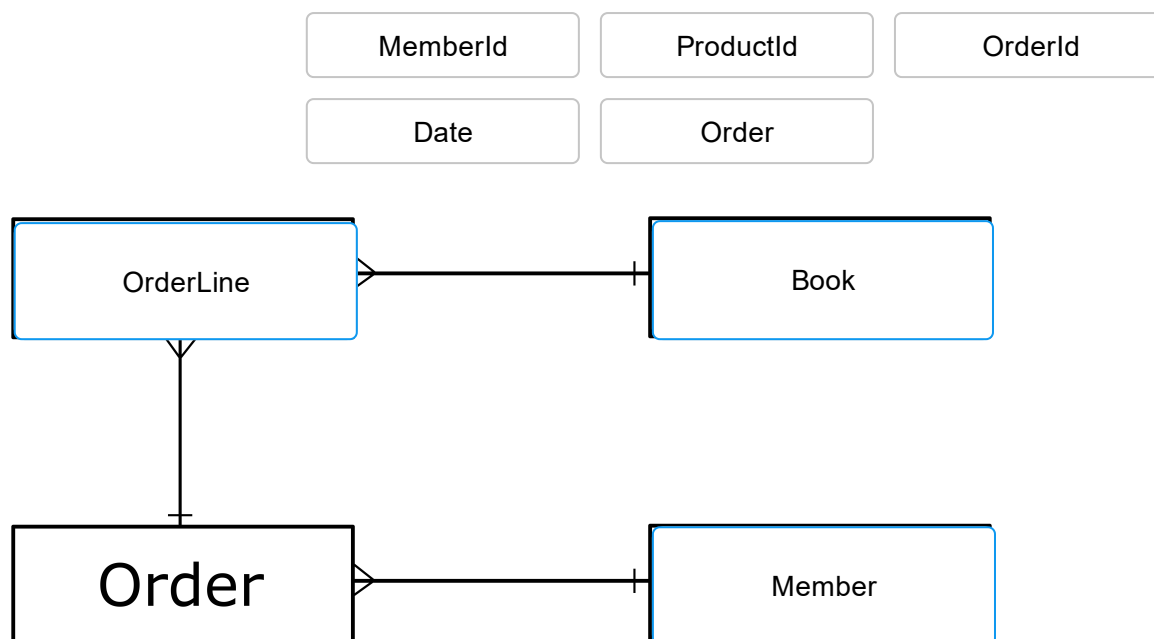 MemberId ProductId OrderId
Date Order
OrderLine Book
Order Member